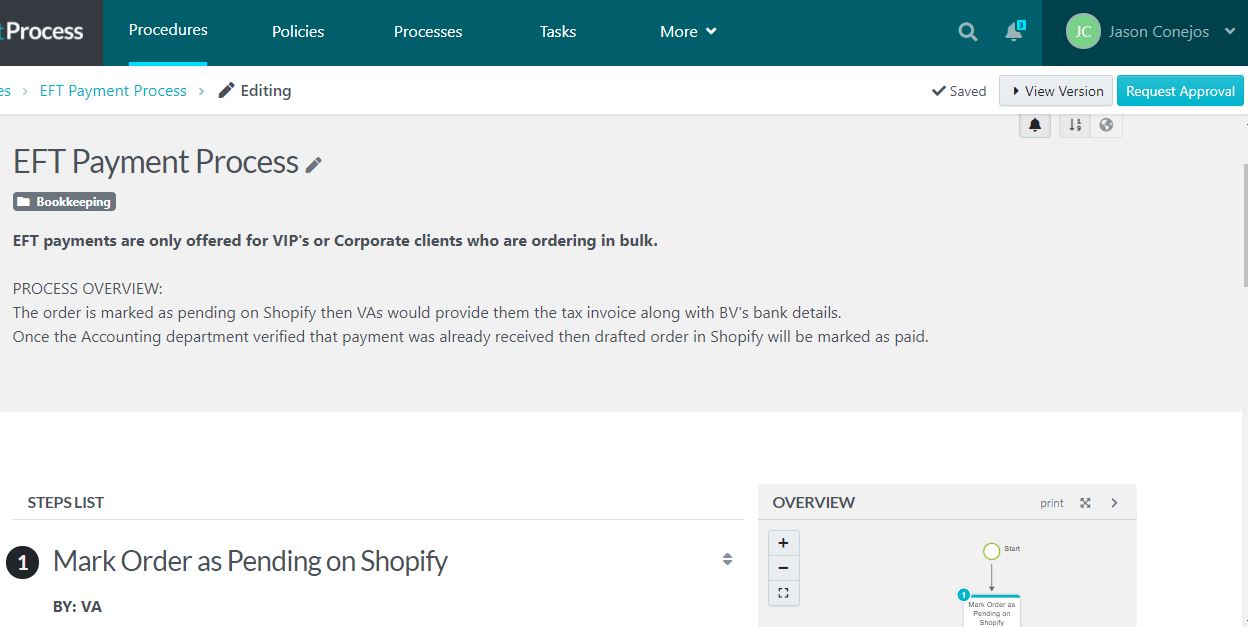 tProcess
Procedures
Policies
Processes
Tasks
More
3
JC
Jason Conejos
es › EFT Payment Process › Editing
Saved
View Version
Request Approval
EFT Payment Process
Bookkeeping
EFT payments are only offered for VIP's or Corporate clients who are ordering in bulk.
PROCESS OVERVIEW:
The order is marked as pending on Shopify then VAs would provide them the tax invoice along with BV's bank details.
Once the Accounting department verified that payment was already received then drafted order in Shopify will be marked as paid.
STEPS LIST
1 Mark Order as Pending on Shopify
BY: VA
OVERVIEW
print
+
−
Start
1
Mark Order as
Pending on
Shopify